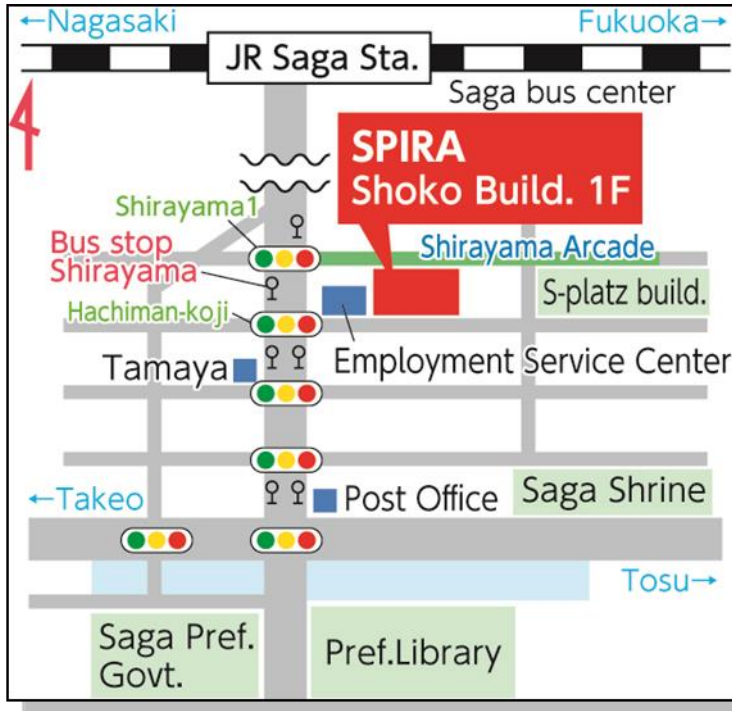 ←Nagasaki
Fukuoka→
JR Saga Sta.
Saga bus center
SPIRA
Shoko Build. 1F
Shirayama1
Bus stop
Shirayama
Shirayama Arcade
Hachiman-koji
S-platz build.
Tamaya
Employment Service Center
←Takeo
Post Office
Saga Shrine
Tosu→
Saga Pref.
Govt.
Pref.Library